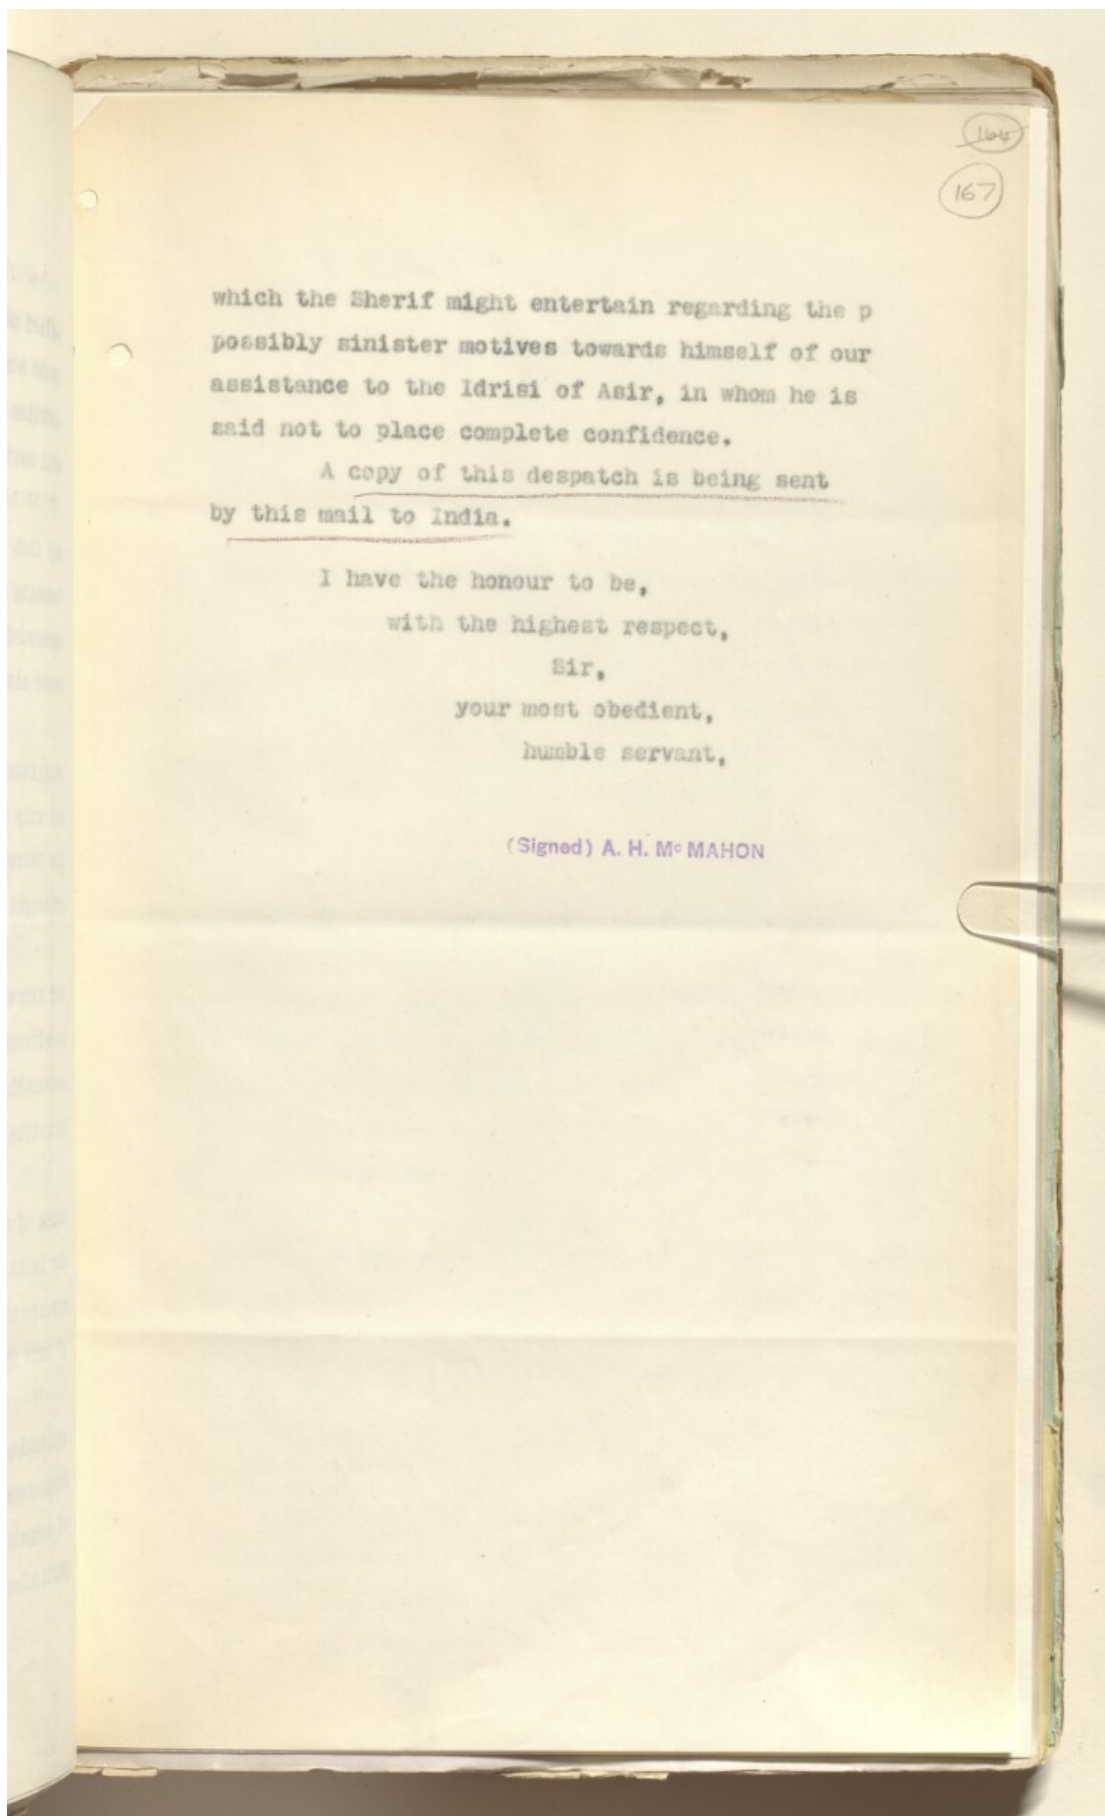 164
167
which the Sherif might entertain regarding the p
possibly sinister motives towards himself of our
assistance to the Idrisi of Asir, in whom he is
said not to place complete confidence.
A copy of this despatch is being sent
by this mail to India.
I have the honour to be,
with the highest respect,
Sir,
your most obedient,
humble servant,
(Signed) A. H. Mc MAHON